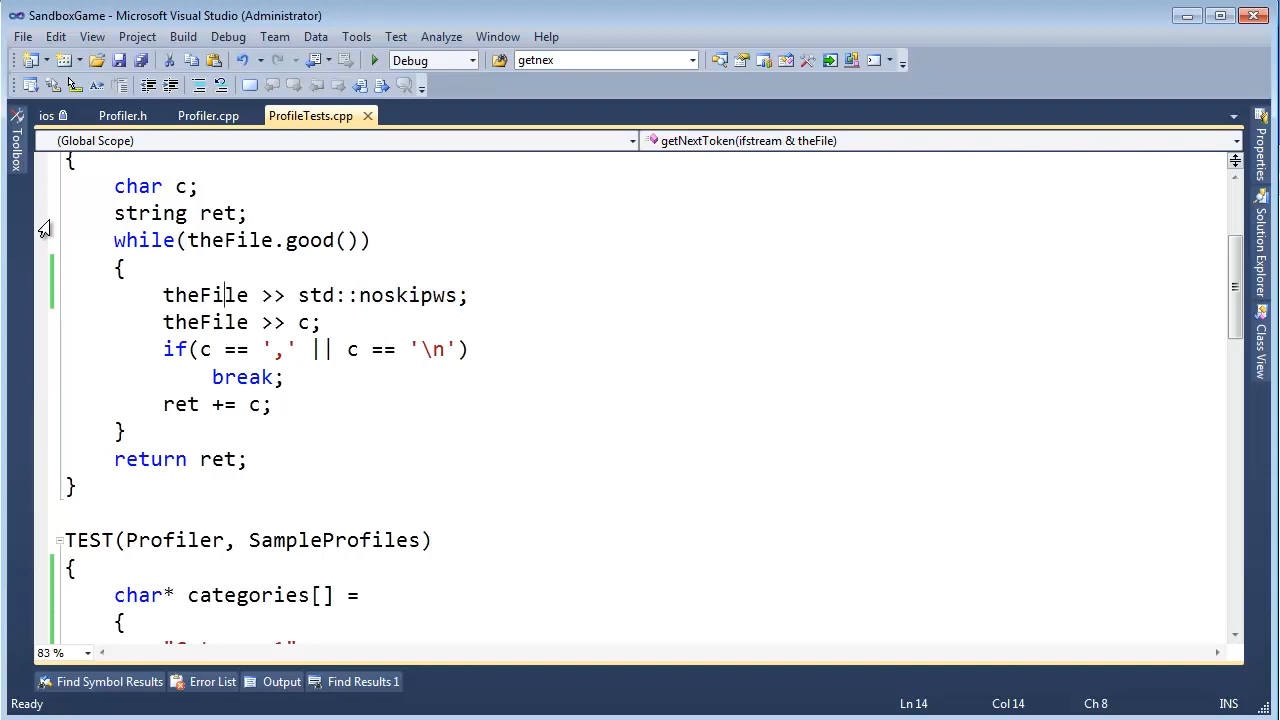 SandboxGame - Microsoft Visual Studio (Administrator)
File Edit View Project Build Debug Team Data Tools Test Analyze Window Help
Debug getnex
ios Profiler.h Profiler.cpp ProfileTests.cpp
(Global Scope) getNextToken(ifstream & theFile)
Toolbox
Properties
Solution Explorer
Class View
{
char c;
string ret;
while(theFile.good())
{
theFile >> std::noskipws;
theFile >> c;
if(c == ',' || c == '\n')
break;
ret += c;
}
return ret;
}
TEST(Profiler, SampleProfiles)
{
char* categories[] =
{
83 %
Find Symbol Results Error List Output Find Results 1
Ready Ln 14 Col 14 Ch 8 INS